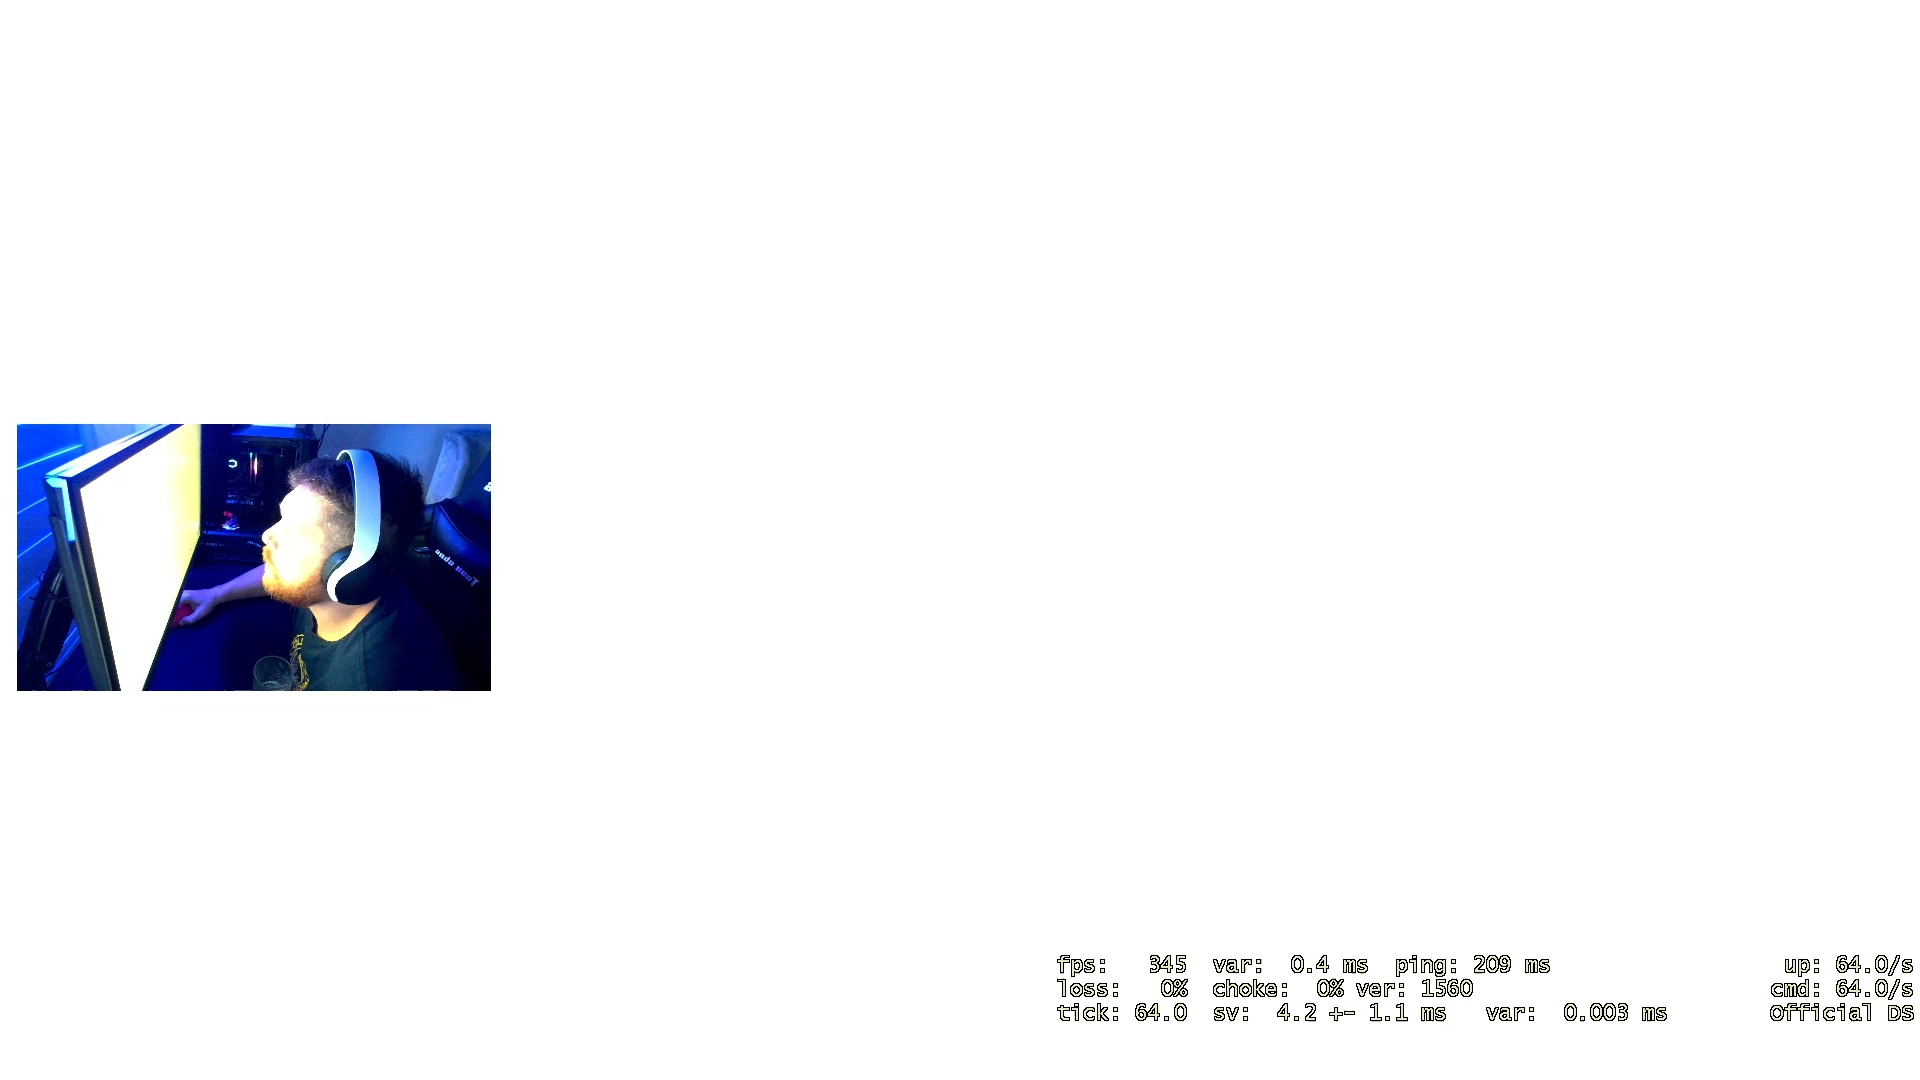 fps: 345 var: 0.4 ms ping: 209 ms up: 64.0/s
loss: 0% choke: 0% ver: 1560 cmd: 64.0/s
tick: 64.0 sv: 4.2 +- 1.1 ms var: 0.003 ms Official DS